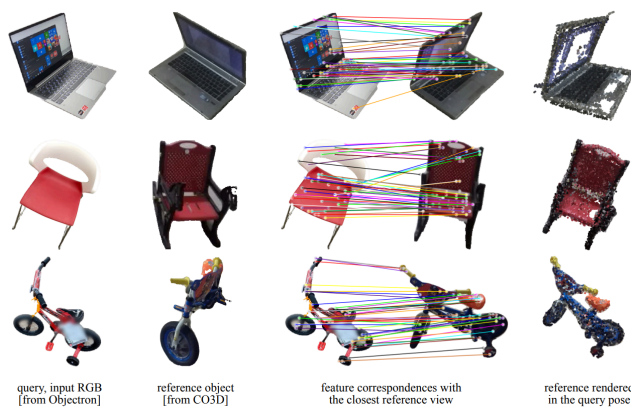 query, input RGB
[from Objectron]
reference object
[from CO3D]
feature correspondences with
the closest reference view
reference rendered
in the query pose